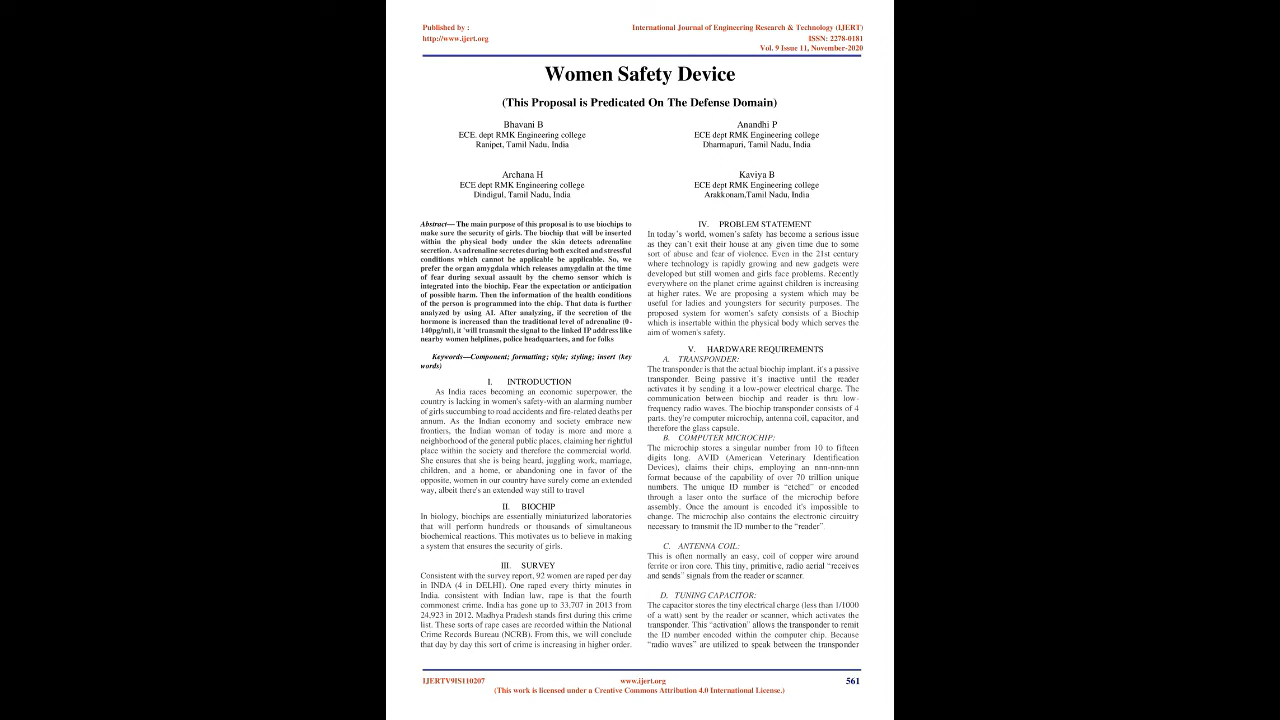 Published by :
International Journal of Engineering Research & Technology (IJERT)
http://www.ijert.org
ISSN: 2278-0181
Vol. 9 Issue 11, November-2020
Women Safety Device
(This Proposal is Predicated On The Defense Domain)
Bhavani B
ECE. dept RMK Engineering college
Ranipet, Tamil Nadu, India
Anandhi P
ECE dept RMK Engineering college
Dharmapuri, Tamil Nadu, India
Archana H
ECE dept RMK Engineering college
Dindigul, Tamil Nadu, India
Kaviya B
ECE dept RMK Engineering college
Arakkonam,Tamil Nadu, India
Abstract— The main purpose of this proposal is to use biochips to
make sure the security of girls. The biochip that will be inserted
within the physical body under the skin detects adrenaline
secretion. As adrenaline secretes during both excited and stressful
conditions which cannot be applicable be applicable. So, we
prefer the organ amygdala which releases amygdalin at the time
of fear during sexual assault by the chemo sensor which is
integrated into the biochip. Fear the expectation or anticipation
of possible harm. Then the information of the health conditions
of the person is programmed into the chip. That data is further
analyzed by using AI. After analyzing, if the secretion of the
hormone is increased than the traditional level of adrenaline (0-
140pg/ml), it 'will transmit the signal to the linked IP address like
nearby women helplines, police headquarters, and for folks
Keywords—Component; formatting; style; styling; insert (key
words)
I. INTRODUCTION
As India races becoming an economic superpower, the
country is lacking in women's safety-with an alarming number
of girls succumbing to road accidents and fire-related deaths per
annum. As the Indian economy and society embrace new
frontiers, the Indian woman of today is more and more a
neighborhood of the general public places, claiming her rightful
place within the society and therefore the commercial world.
She ensures that she is being heard, juggling work, marriage,
children, and a home, or abandoning one in favor of the
opposite, women in our country have surely come an extended
way, albeit there's an extended way still to travel
II. BIOCHIP
In biology, biochips are essentially miniaturized laboratories
that will perform hundreds or thousands of simultaneous
biochemical reactions. This motivates us to believe in making
a system that ensures the security of girls.
III. SURVEY
Consistent with the survey report, 92 women are raped per day
in INDA (4 in DELHI). One raped every thirty minutes in
India. consistent with Indian law, rape is that the fourth
commonest crime. India has gone up to 33,707 in 2013 from
24,923 in 2012. Madhya Pradesh stands first during this crime
list. These sorts of rape cases are recorded within the National
Crime Records Bureau (NCRB). From this, we will conclude
that day by day this sort of crime is increasing in higher order.
IV. PROBLEM STATEMENT
In today's world, women's safety has become a serious issue
as they can't exit their house at any given time due to some
sort of abuse and fear of violence. Even in the 21st century
where technology is rapidly growing and new gadgets were
developed but still women and girls face problems. Recently
everywhere on the planet crime against children is increasing
at higher rates. We are proposing a system which may be
useful for ladies and youngsters for security purposes. The
proposed system for women's safety consists of a Biochip
which is insertable within the physical body which serves the
aim of women's safety.
V. HARDWARE REQUIREMENTS
A. TRANSPONDER:
The transponder is that the actual biochip implant, it's a passive
transponder. Being passive it's inactive until the reader
activates it by sending it a low-power electrical charge. The
communication between biochip and reader is thru low-
frequency radio waves. The biochip transponder consists of 4
parts. they're computer microchip, antenna coil, capacitor, and
therefore the glass capsule.
B. COMPUTER MICROCHIP:
The microchip stores a singular number from 10 to fifteen
digits long. AVID (American Veterinary Identification
Devices), claims their chips, employing an nnn-nnn-nnn
format because of the capability of over 70 trillion unique
numbers. The unique ID number is “etched” or encoded
through a laser onto the surface of the microchip before
assembly. Once the amount is encoded it's impossible to
change. The microchip also contains the electronic circuitry
necessary to transmit the ID number to the “reader”.
C. ANTENNA COIL:
This is often normally an easy, coil of copper wire around
ferrite or iron core. This tiny, primitive, radio aerial “receives
and sends” signals from the reader or scanner.
D. TUNING CAPACITOR:
The capacitor stores the tiny electrical charge (less than 1/1000
of a watt) sent by the reader or scanner, which activates the
transponder. This “activation” allows the transponder to remit
the ID number encoded within the computer chip. Because
“radio waves” are utilized to speak between the transponder
IJERTV9IS110207
www.ijert.org
561
(This work is licensed under a Creative Commons Attribution 4.0 International License.)